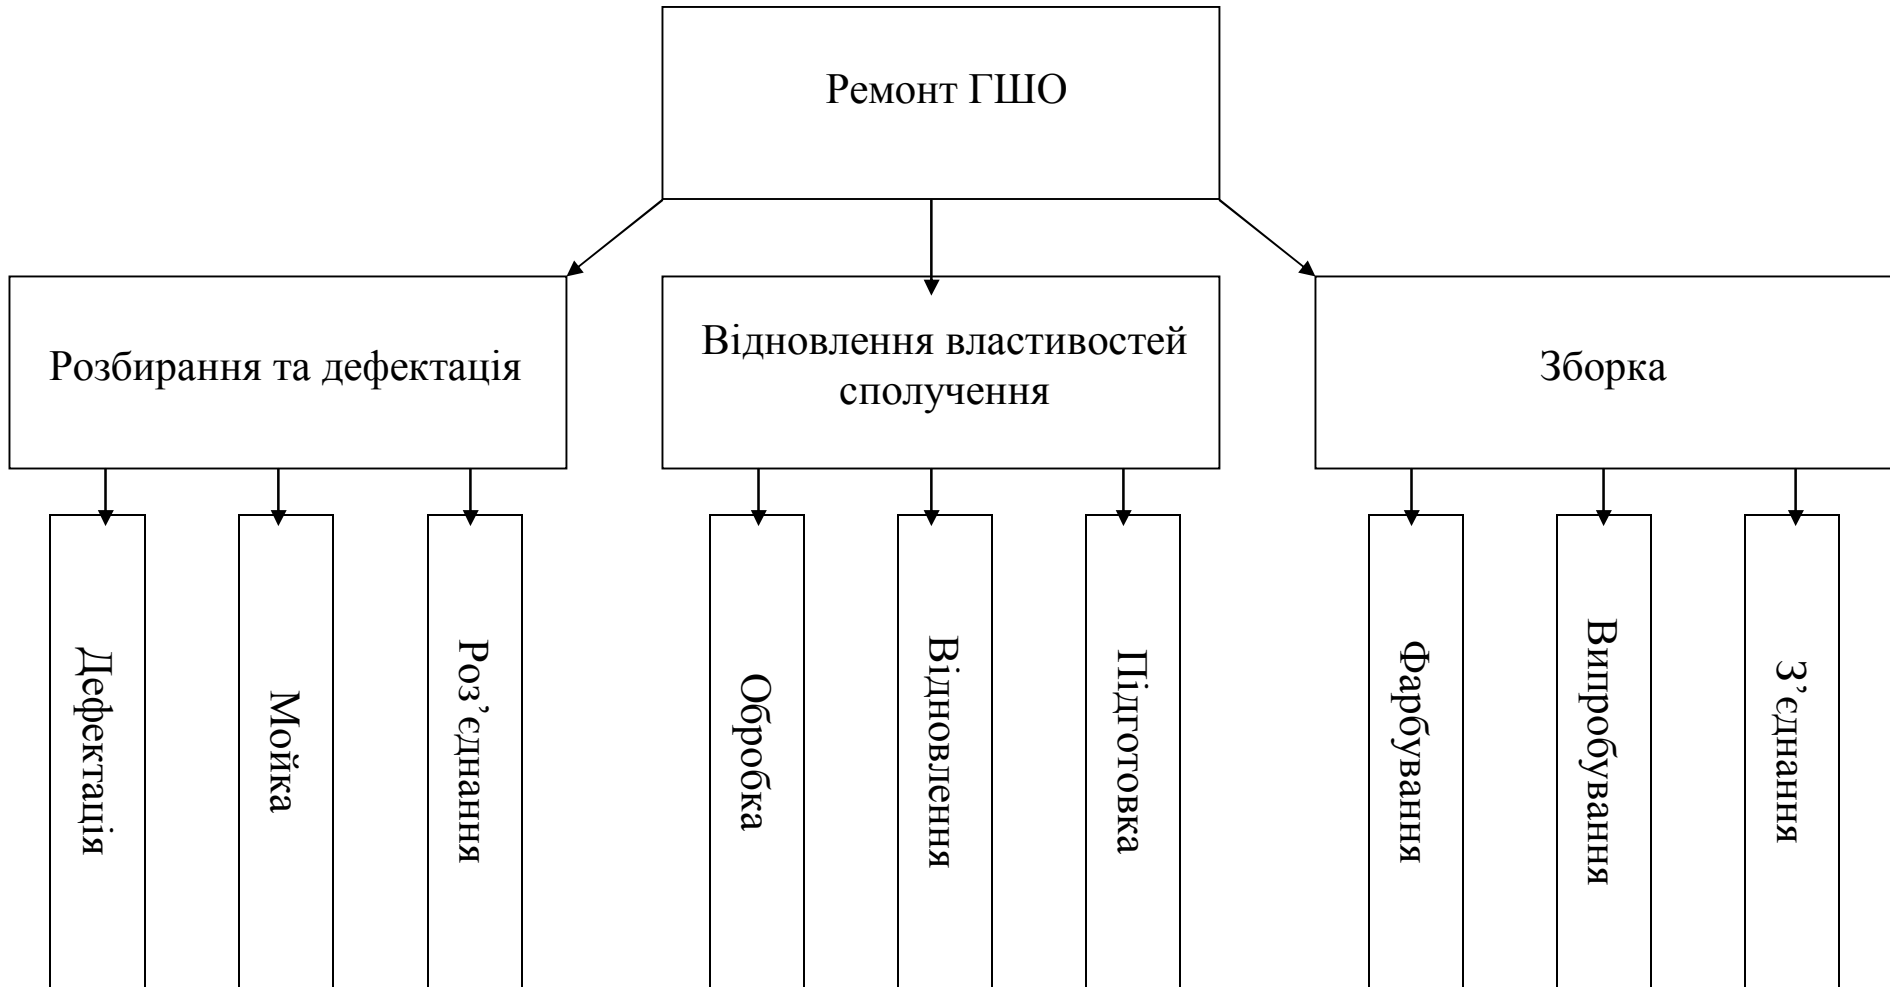 Ремонт ГШО
Розбирання та дефектація
Відновлення властивостей
сполучення
Зборка
Дефектація
Мойка
Роз’єднання
Обробка
Відновлення
Підготовка
Фарбування
Випробування
З’єднання